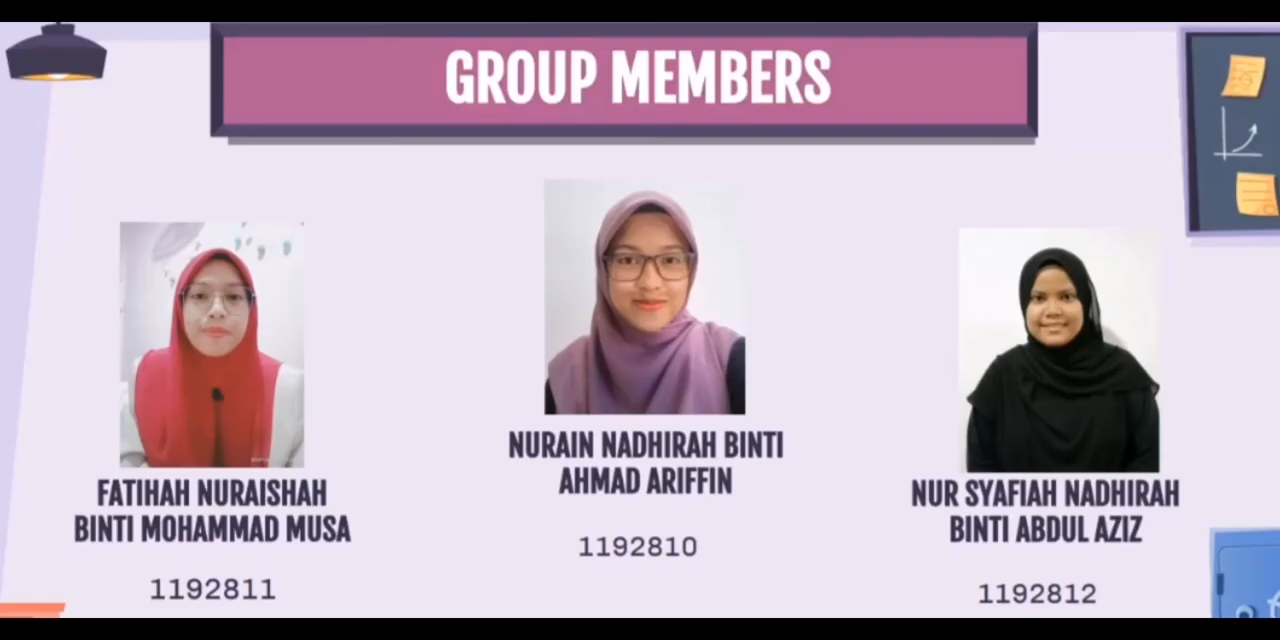 GROUP MEMBERS
FATIHAH NURAISHAH
BINTI MOHAMMAD MUSA
1192811
NURAIN NADHIRAH BINTI
AHMAD ARIFFIN
1192810
NUR SYAFIAH NADHIRAH
BINTI ABDUL AZIZ
1192812